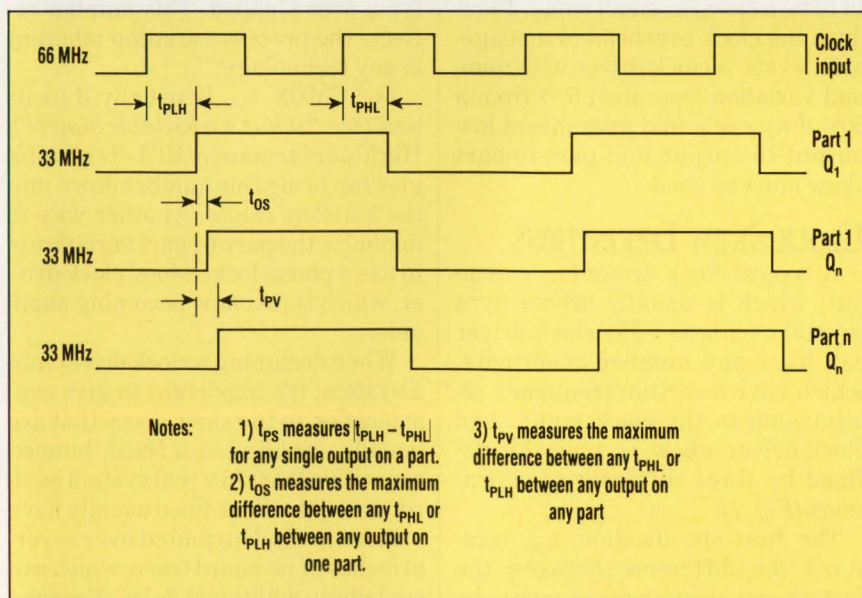 66 MHz
Clock
input
tPLH
tPHL
33 MHz
Part 1
Q1
tOS
33 MHz
Part 1
Qn
tPV
33 MHz
Part n
Qn
Notes:
1) tPS measures |tPLH – tPHL|
for any single output on a part.
2) tOS measures the maximum
difference between any tPHL or
tPLH between any output on
one part.
3) tPV measures the maximum
difference between any tPHL or
tPLH between any output on
any part